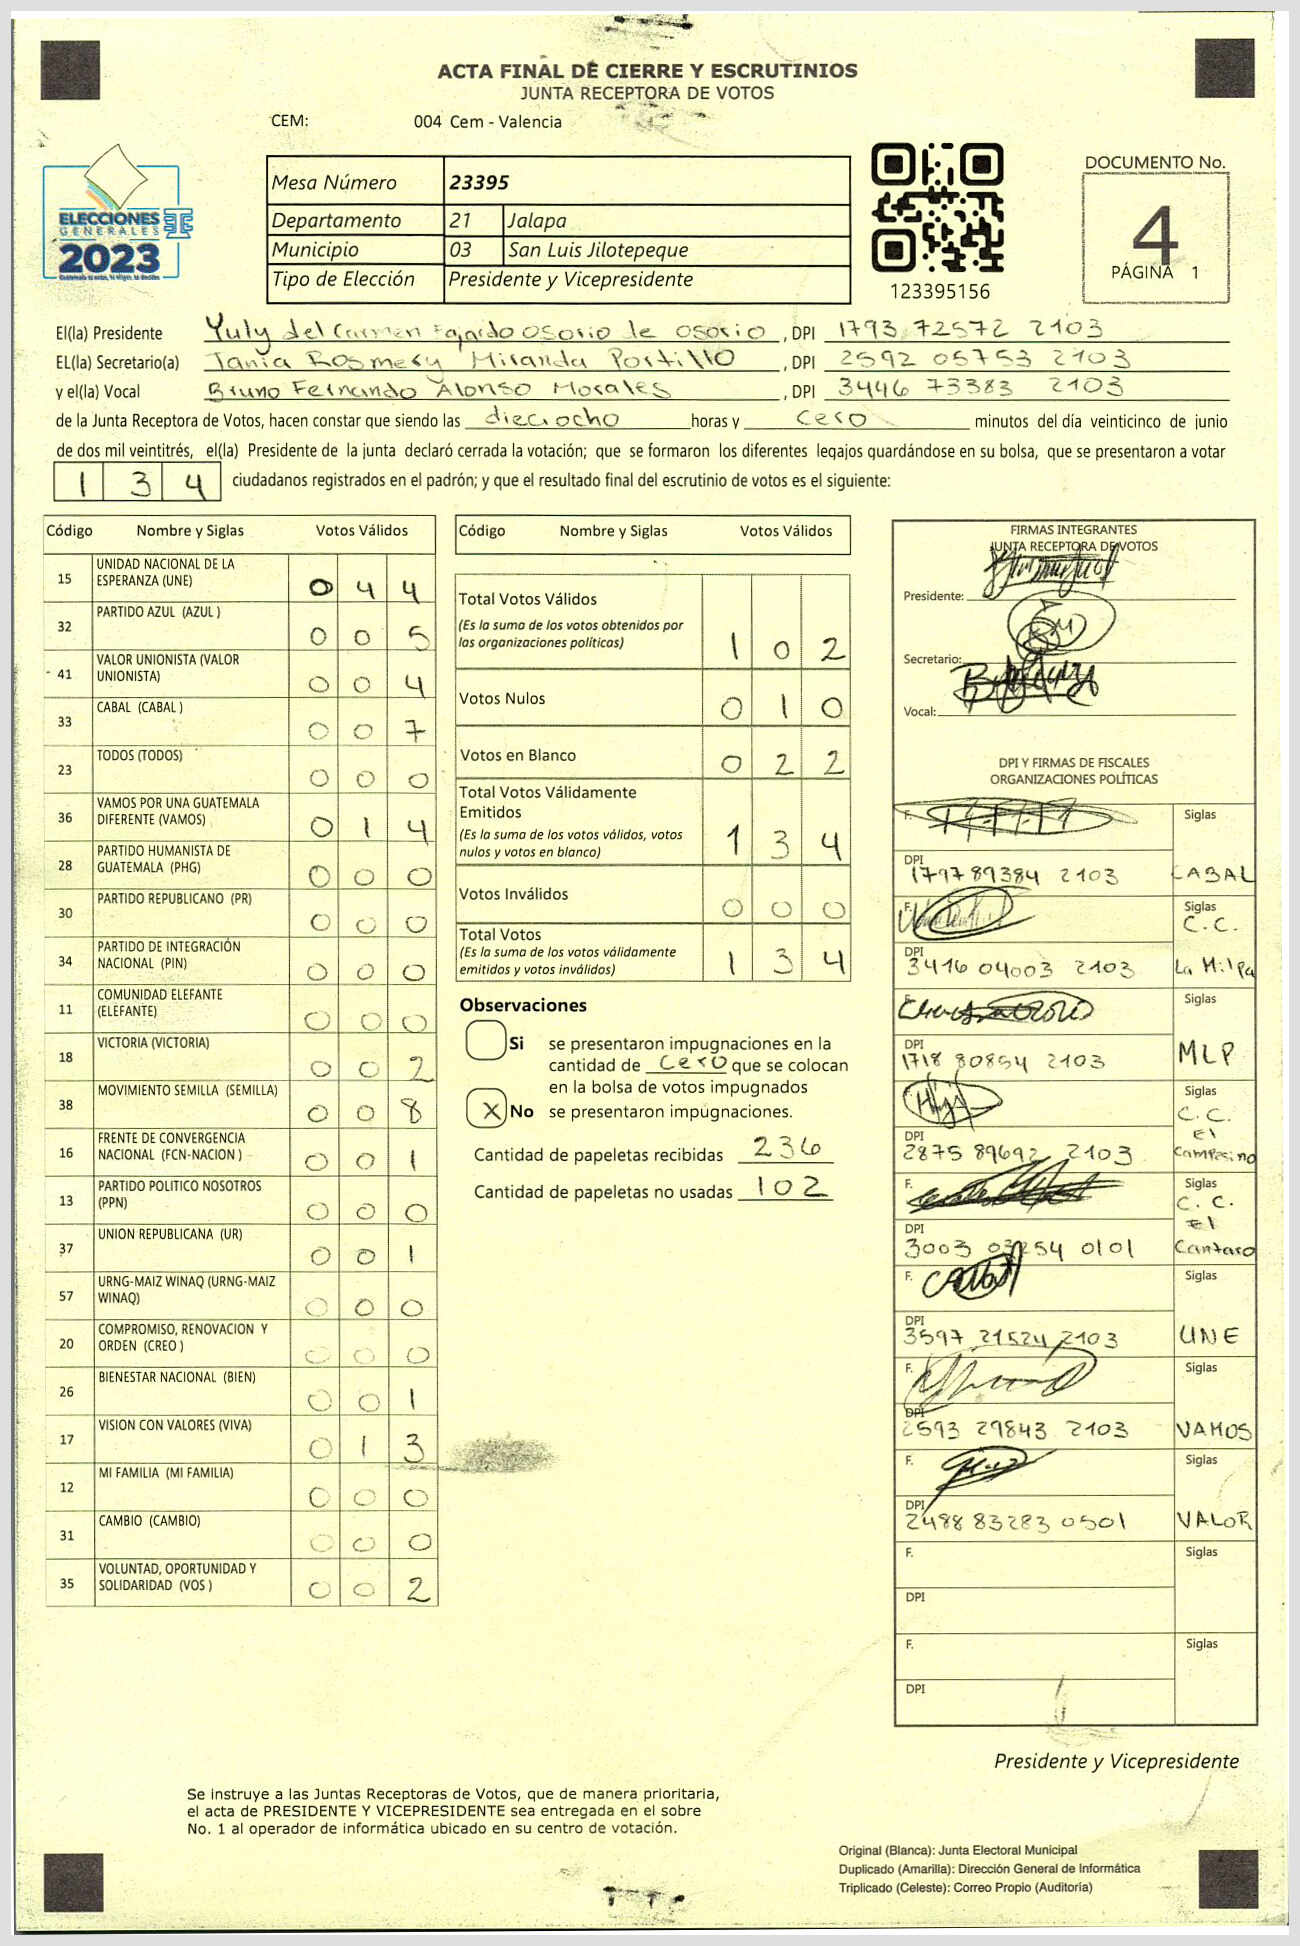 ACTA FINAL DE CIERRE Y ESCRUTINIOS
JUNTA RECEPTORA DE VOTOS
CEM: 004 Cem - Valencia
ELECCIONES
GENERALES
2023
Mesa Número 23395
Departamento 21 Jalapa
Municipio 03 San Luis Jilotepeque
Tipo de Elección Presidente y Vicepresidente
123395156
DOCUMENTO No.
4
PÁGINA 1
El(la) Presidente Yuly del Carmen Fajardo Osorio de Osorio, DPI 1793 72572 2103
EL(la) Secretario(a) Tania Rosmery Miranda Portillo, DPI 2592 05753 2103
y el(la) Vocal Bruno Fernando Alonso Morales, DPI 3446 73383 2103
de la Junta Receptora de Votos, hacen constar que siendo las dieciocho horas y cero minutos del día veinticinco de junio
de dos mil veintitrés, el(la) Presidente de la junta declaró cerrada la votación; que se formaron los diferentes legajos guardándose en su bolsa, que se presentaron a votar
1 3 4 ciudadanos registrados en el padrón; y que el resultado final del escrutinio de votos es el siguiente:
Código Nombre y Siglas Votos Válidos
15 UNIDAD NACIONAL DE LA ESPERANZA (UNE) 0 4 4
32 PARTIDO AZUL (AZUL ) 0 0 5
41 VALOR UNIONISTA (VALOR UNIONISTA) 0 0 4
33 CABAL (CABAL ) 0 0 7
23 TODOS (TODOS) 0 0 0
36 VAMOS POR UNA GUATEMALA DIFERENTE (VAMOS) 0 1 4
28 PARTIDO HUMANISTA DE GUATEMALA (PHG) 0 0 0
30 PARTIDO REPUBLICANO (PR) 0 0 0
34 PARTIDO DE INTEGRACIÓN NACIONAL (PIN) 0 0 0
11 COMUNIDAD ELEFANTE (ELEFANTE) 0 0 0
18 VICTORIA (VICTORIA) 0 0 2
38 MOVIMIENTO SEMILLA (SEMILLA) 0 0 8
16 FRENTE DE CONVERGENCIA NACIONAL (FCN-NACION ) 0 0 1
13 PARTIDO POLITICO NOSOTROS (PPN) 0 0 0
37 UNION REPUBLICANA (UR) 0 0 1
57 URNG-MAIZ WINAQ (URNG-MAIZ WINAQ) 0 0 0
20 COMPROMISO, RENOVACION Y ORDEN (CREO ) 0 0 0
26 BIENESTAR NACIONAL (BIEN) 0 0 1
17 VISION CON VALORES (VIVA) 0 1 3
12 MI FAMILIA (MI FAMILIA) 0 0 0
31 CAMBIO (CAMBIO) 0 0 0
35 VOLUNTAD, OPORTUNIDAD Y SOLIDARIDAD (VOS ) 0 0 2
Código Nombre y Siglas Votos Válidos
Total Votos Válidos
(Es la suma de los votos obtenidos por las organizaciones políticas) 1 0 2
Votos Nulos 0 1 0
Votos en Blanco 0 2 2
Total Votos Válidamente Emitidos
(Es la suma de los votos válidos, votos nulos y votos en blanco) 1 3 4
Votos Inválidos 0 0 0
Total Votos
(Es la suma de los votos válidamente emitidos y votos inválidos) 1 3 4
Observaciones
Si se presentaron impugnaciones en la
cantidad de cero que se colocan
en la bolsa de votos impugnados
X No se presentaron impugnaciones.
Cantidad de papeletas recibidas 236
Cantidad de papeletas no usadas 102
FIRMAS INTEGRANTES
JUNTA RECEPTORA DE VOTOS
Presidente:
Secretario:
Vocal:
DPI Y FIRMAS DE FISCALES
ORGANIZACIONES POLÍTICAS
F. Siglas
DPI 1797 89384 2103 CABAL
F. Siglas C.C.
DPI 3416 04003 2103 La Milpa
F. Siglas
DPI 1718 80854 2103 MLP
Siglas C.C. El
DPI 2875 89692 2103 Campesino
F. Siglas C.C. El
DPI 3003 03254 0101 Cantaro
F. Siglas
DPI 3597 21524 2103 UNE
F. Siglas
DPI 2593 29843 2103 VAMOS
F. Siglas
DPI 2488 83283 0501 VALOR
F. Siglas
DPI
F. Siglas
DPI
Presidente y Vicepresidente
Se instruye a las Juntas Receptoras de Votos, que de manera prioritaria,
el acta de PRESIDENTE Y VICEPRESIDENTE sea entregada en el sobre
No. 1 al operador de informática ubicado en su centro de votación.
Original (Blanca): Junta Electoral Municipal
Duplicado (Amarilla): Dirección General de Informática
Triplicado (Celeste): Correo Propio (Auditoría)